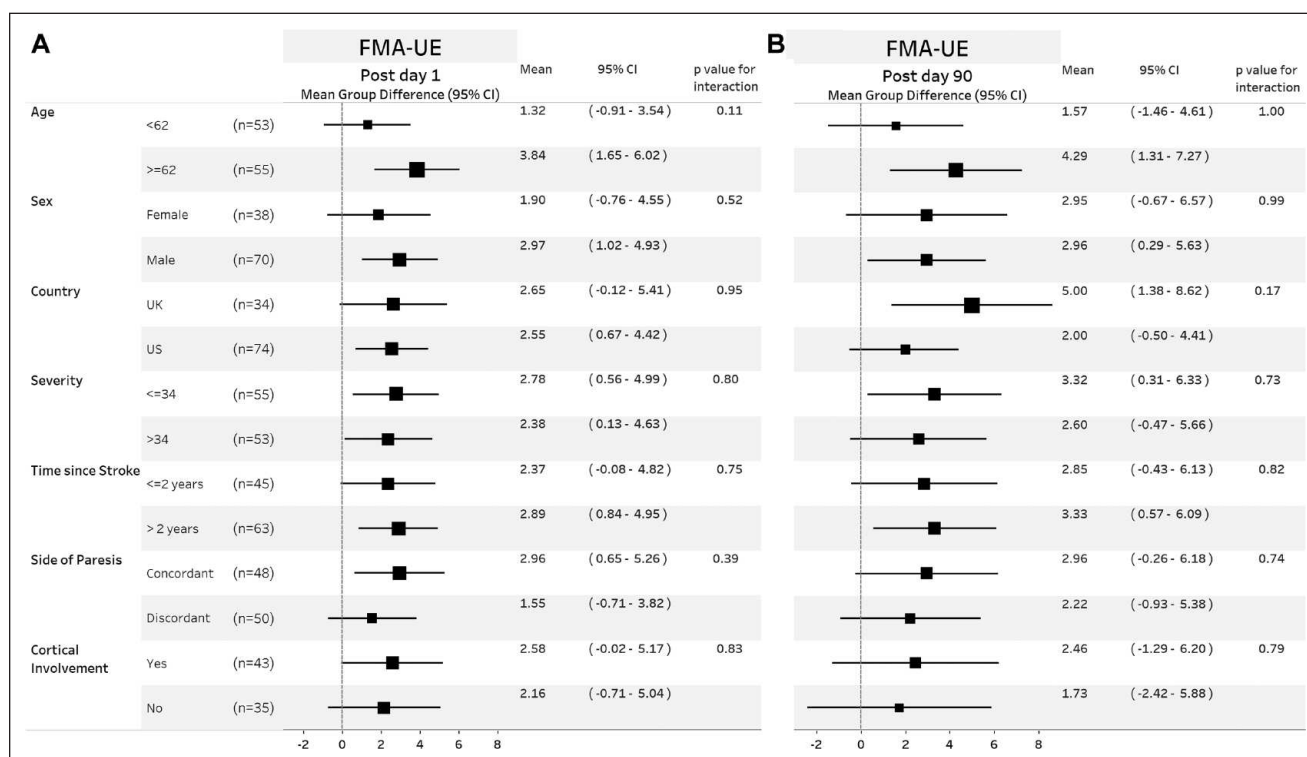 A
FMA-UE
Post day 1
Mean Group Difference (95% CI)
Mean 95% CI p value for interaction
Age
<62 (n=53) 1.32 (-0.91 - 3.54) 0.11
>=62 (n=55) 3.84 (1.65 - 6.02)
Sex
Female (n=38) 1.90 (-0.76 - 4.55) 0.52
Male (n=70) 2.97 (1.02 - 4.93)
Country
UK (n=34) 2.65 (-0.12 - 5.41) 0.95
US (n=74) 2.55 (0.67 - 4.42)
Severity
<=34 (n=55) 2.78 (0.56 - 4.99) 0.80
>34 (n=53) 2.38 (0.13 - 4.63)
Time since Stroke
<=2 years (n=45) 2.37 (-0.08 - 4.82) 0.75
> 2 years (n=63) 2.89 (0.84 - 4.95)
Side of Paresis
Concordant (n=48) 2.96 (0.65 - 5.26) 0.39
Discordant (n=50) 1.55 (-0.71 - 3.82)
Cortical
Involvement
Yes (n=43) 2.58 (-0.02 - 5.17) 0.83
No (n=35) 2.16 (-0.71 - 5.04)
-2 0 2 4 6 8
B
FMA-UE
Post day 90
Mean Group Difference (95% CI)
Mean 95% CI p value for interaction
1.57 (-1.46 - 4.61) 1.00
4.29 (1.31 - 7.27)
2.95 (-0.67 - 6.57) 0.99
2.96 (0.29 - 5.63)
5.00 (1.38 - 8.62) 0.17
2.00 (-0.50 - 4.41)
3.32 (0.31 - 6.33) 0.73
2.60 (-0.47 - 5.66)
2.85 (-0.43 - 6.13) 0.82
3.33 (0.57 - 6.09)
2.96 (-0.26 - 6.18) 0.74
2.22 (-0.93 - 5.38)
2.46 (-1.29 - 6.20) 0.79
1.73 (-2.42 - 5.88)
-2 0 2 4 6 8